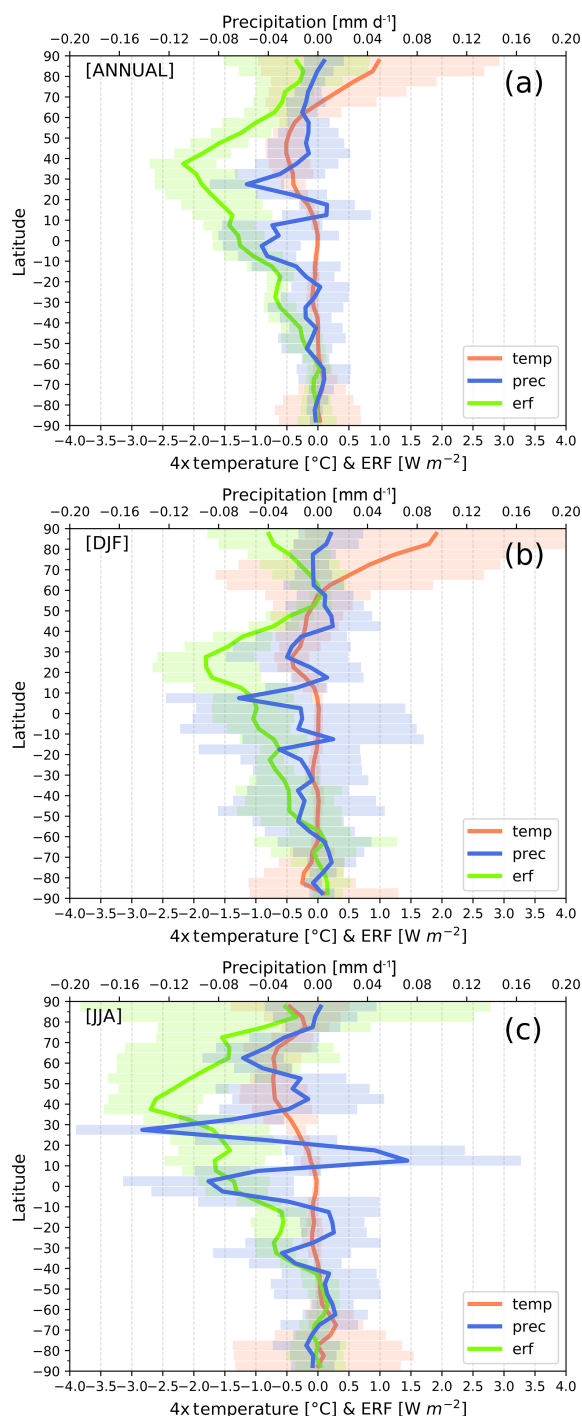 Precipitation [mm d⁻¹]
−0.20 −0.16 −0.12 −0.08 −0.04 0.00 0.04 0.08 0.12 0.16 0.20
[ANNUAL]
(a)
Latitude
90
80
70
60
50
40
30
20
10
0
−10
−20
−30
−40
−50
−60
−70
−80
−90
temp
prec
erf
−4.0 −3.5 −3.0 −2.5 −2.0 −1.5 −1.0 −0.5 0.0 0.5 1.0 1.5 2.0 2.5 3.0 3.5 4.0
4x temperature [°C] & ERF [W m⁻²]
Precipitation [mm d⁻¹]
−0.20 −0.16 −0.12 −0.08 −0.04 0.00 0.04 0.08 0.12 0.16 0.20
[DJF]
(b)
Latitude
90
80
70
60
50
40
30
20
10
0
−10
−20
−30
−40
−50
−60
−70
−80
−90
temp
prec
erf
−4.0 −3.5 −3.0 −2.5 −2.0 −1.5 −1.0 −0.5 0.0 0.5 1.0 1.5 2.0 2.5 3.0 3.5 4.0
4x temperature [°C] & ERF [W m⁻²]
Precipitation [mm d⁻¹]
−0.20 −0.16 −0.12 −0.08 −0.04 0.00 0.04 0.08 0.12 0.16 0.20
[JJA]
(c)
Latitude
90
80
70
60
50
40
30
20
10
0
−10
−20
−30
−40
−50
−60
−70
−80
−90
temp
prec
erf
−4.0 −3.5 −3.0 −2.5 −2.0 −1.5 −1.0 −0.5 0.0 0.5 1.0 1.5 2.0 2.5 3.0 3.5 4.0
4x temperature [°C] & ERF [W m⁻²]